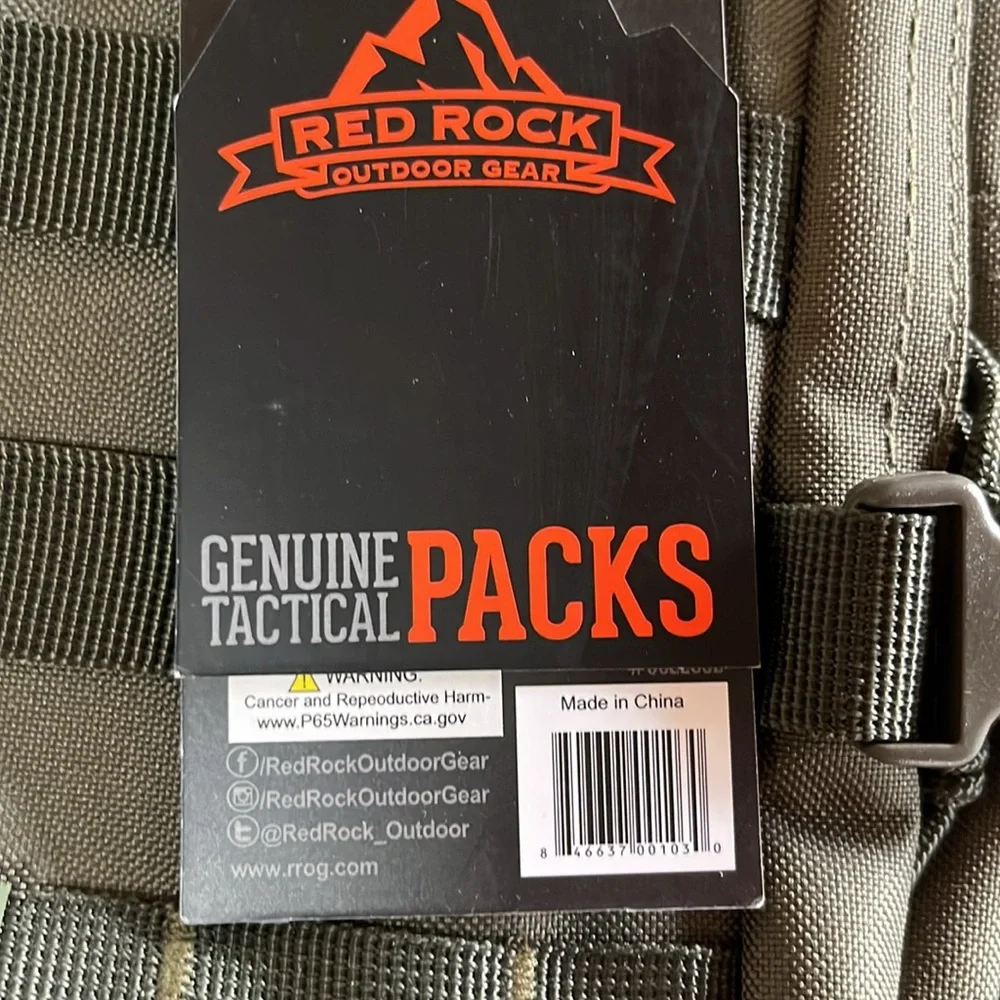 RED ROCK
OUTDOOR GEAR
GENUINE
TACTICAL
PACKS
WARNING:
Cancer and Repeoductive Harm-
www.P65Warnings.ca.gov
f/RedRockOutdoorGear
/RedRockOutdoorGear
@RedRock_Outdoor
www.rrog.com
Made in China
8 46637 00103 0